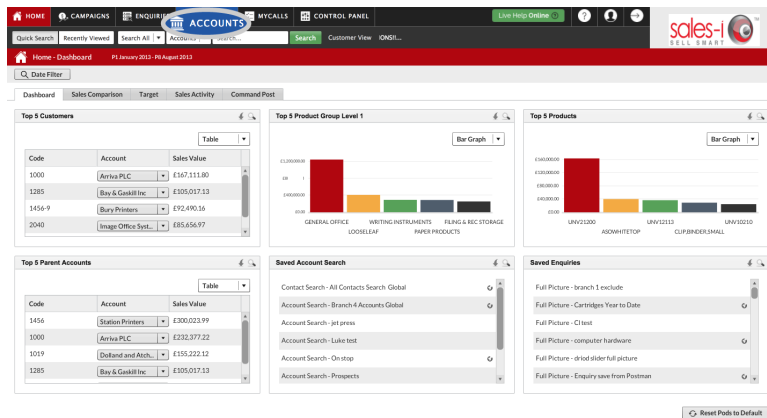 HOME CAMPAIGNS ACCOUNTS MYCALLS CONTROL PANEL Live Help Online
sales-i
SELL SMART
Quick Search Recently Viewed Search All Accounts Search... Search Customer View !ONS!!...
Home - Dashboard P1 January 2013 - P8 August 2013
Date Filter
Dashboard Sales Comparison Target Sales Activity Command Post
Top 5 Customers
Table
Code Account Sales Value
1000 Arriva PLC £167,111.80
1285 Bay & Gaskill Inc £105,017.13
1456-9 Bury Printers £92,490.16
2040 Image Office Syst... £85,656.97
Top 5 Product Group Level 1
Bar Graph
£1,200,000.00
£400,000.00
£0.00
GENERAL OFFICE WRITING INSTRUMENTS FILING & REC STORAGE
LOOSELEAF PAPER PRODUCTS
Top 5 Products
Bar Graph
£160,000.00
£120,000.00
£80,000.00
£40,000.00
£0.00
UNV21200 UNV12113 UNV10210
ASDWHITETOP CLIP,BINDER,SMALL
Top 5 Parent Accounts
Table
Code Account Sales Value
1456 Station Printers £300,023.99
1000 Arriva PLC £232,377.22
1019 Dolland and Atch... £155,222.12
1285 Bay & Gaskill Inc £105,017.13
Saved Account Search
Contact Search - All Contacts Search Global
Account Search - Branch 4 Accounts Global
Account Search - jet press
Account Search - Luke test
Account Search - On stop
Account Search - Prospects
Saved Enquiries
Full Picture - branch 1 exclude
Full Picture - Cartridges Year to Date
Full Picture - CI test
Full Picture - computer hardware
Full Picture - driod slider full picture
Full Picture - Enquiry save from Postman
Reset Pods to Default